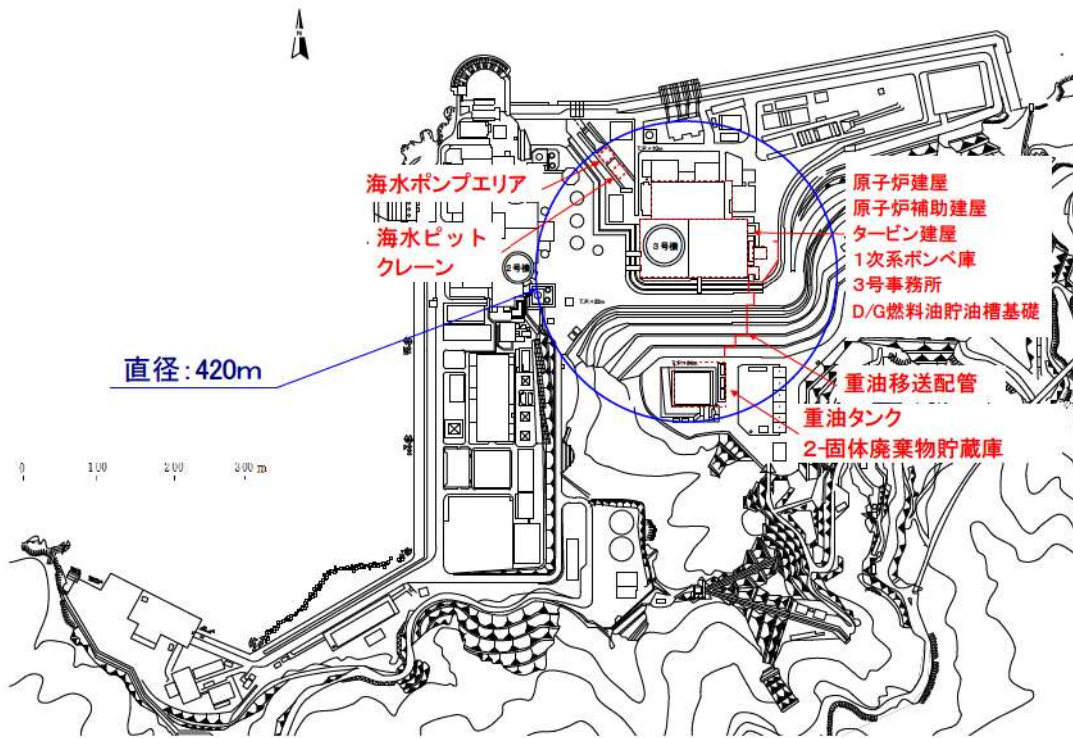 N
T.P.+10m
海水ポンプエリア
海水ピット
クレーン
2号機
3号機
T.P.+32m
原子炉建屋
原子炉補助建屋
タービン建屋
1次系ボンベ庫
3号事務所
D/G燃料油貯油槽基礎
直径:420m
重油移送配管
重油タンク
2-固体廃棄物貯蔵庫
0 100 200 300 m